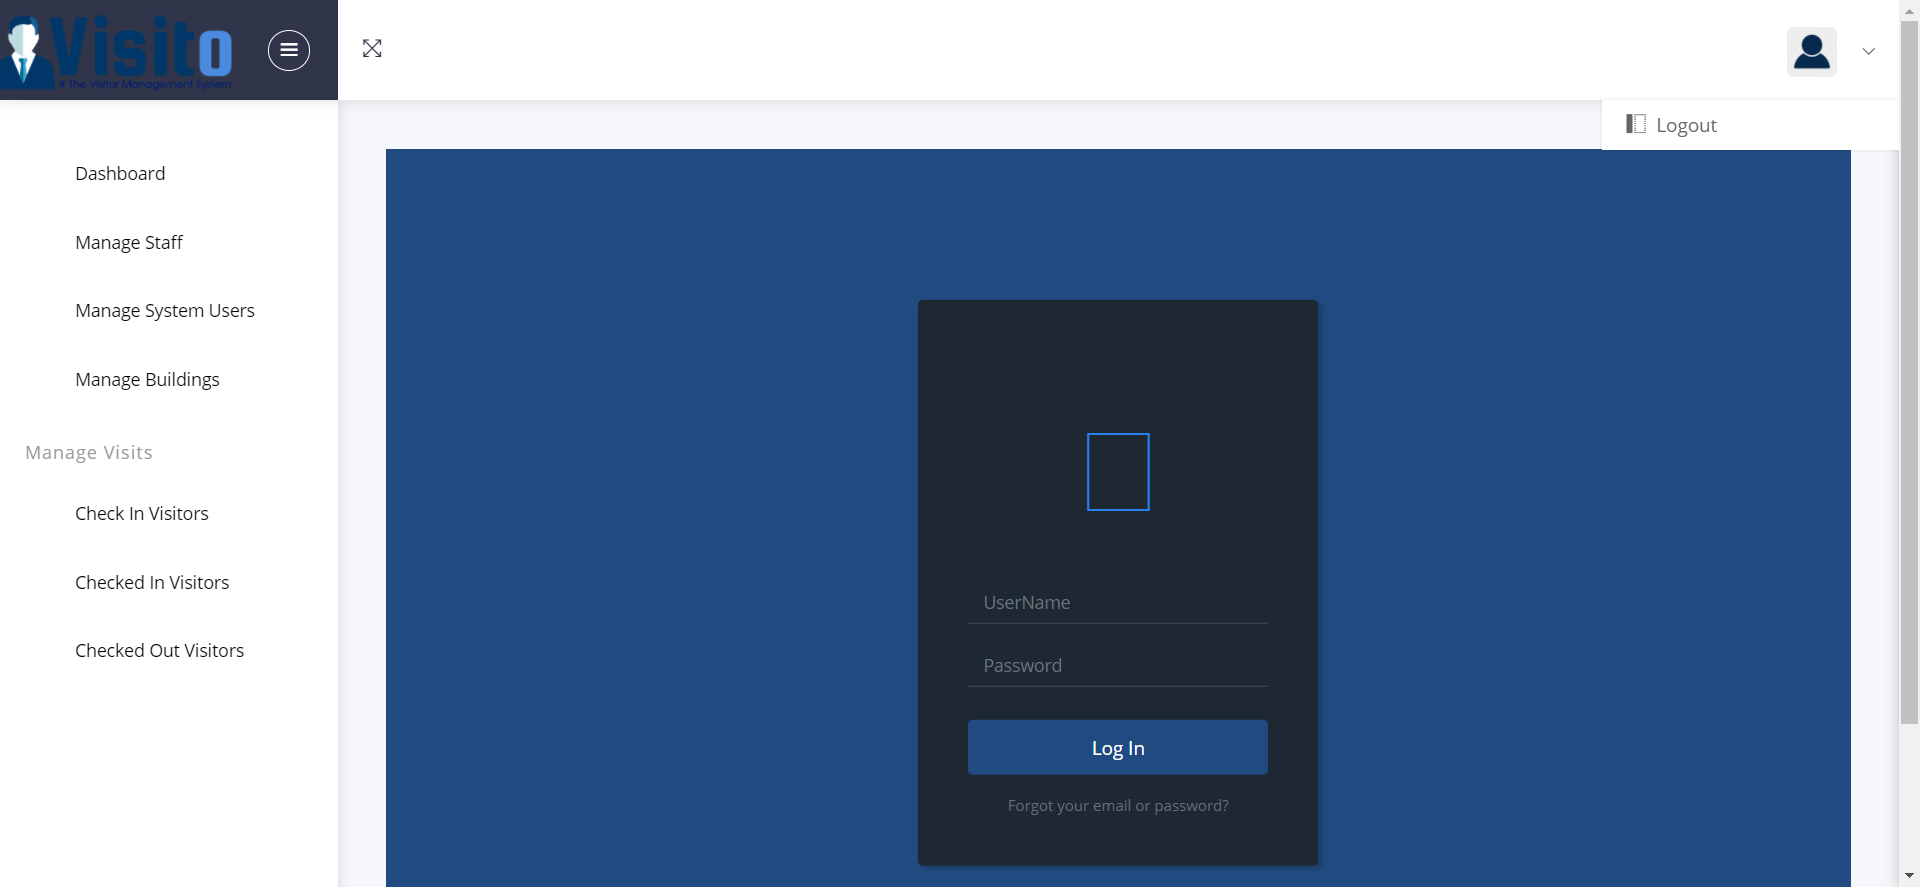 Visito
# The Visitor Management System
Logout
Dashboard
Manage Staff
Manage System Users
Manage Buildings
Manage Visits
Check In Visitors
Checked In Visitors
Checked Out Visitors
UserName
Password
Log In
Forgot your email or password?